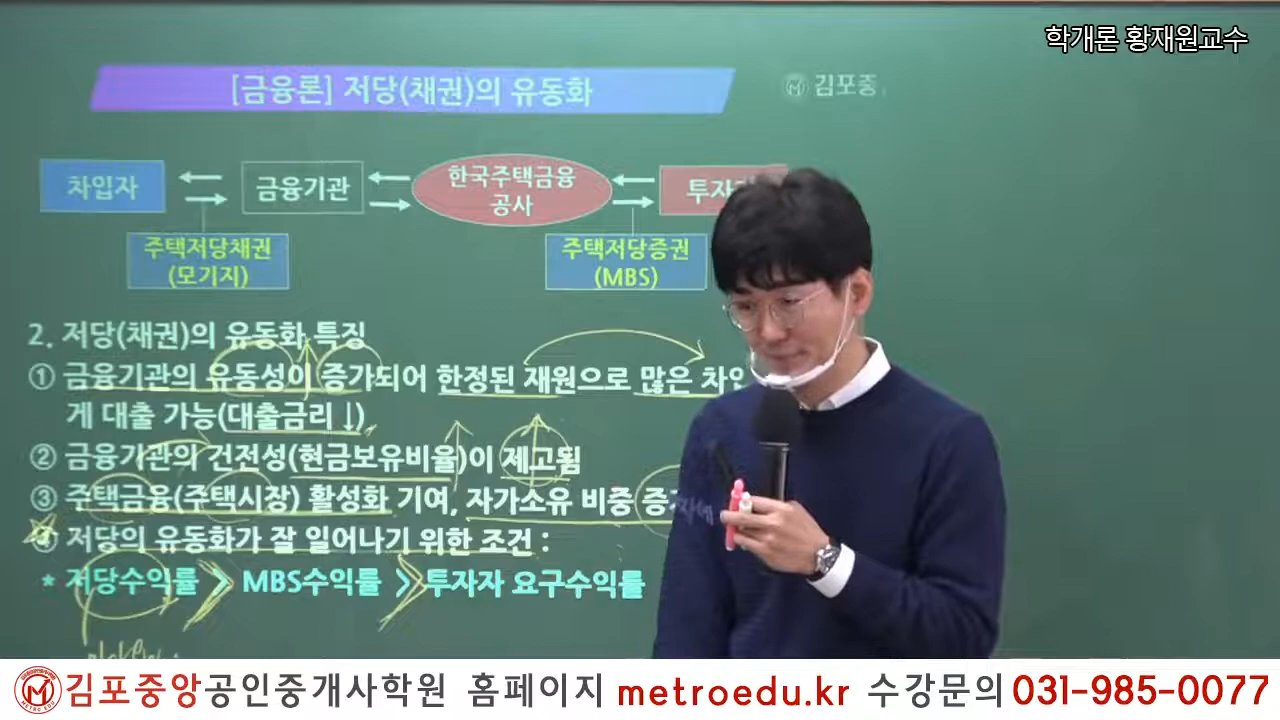 학개론 황재원교수
[금융론] 저당(채권)의 유동화
김포중
차입자
금융기관
한국주택금융
공사
주택저당채권
(모기지)
주택저당증권
(MBS)
2. 저당(채권)의 유동화 특징
① 금융기관의 유동성이 증가되어 한정된 재원으로 많은
게 대출 가능(대출금리↓),
② 금융기관의 건전성(현금보유비율)이 제고됨
③ 주택금융(주택시장) 활성화 기여, 자가소유 비중
저당의 유동화가 잘 일어나기 위한 조건 :
* 저당수익률 > MBS수익률 > 투자자 요구수익률
김포중앙공인중개사학원 홈페이지 metroedu.kr 수강문의 031-985-0077